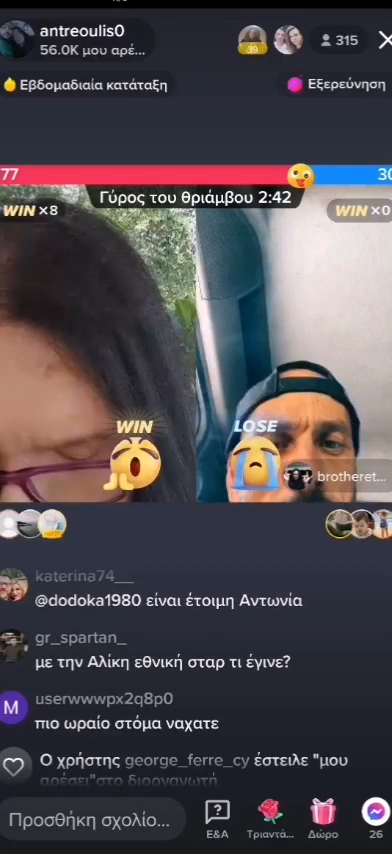 antreoulis0
56.0K μου αρέ...
39
315
Εβδομαδιαία κατάταξη
Εξερεύνηση
77
30
Γύρος του θριάμβου 2:42
WIN ×8
WIN ×0
WIN
LOSE
brotheret...
katerina74__
@dodoka1980 είναι έτοιμη Αντωνία
gr_spartan_
με την Αλίκη εθνική σταρ τι έγινε?
M
userwwwpx2q8p0
πιο ωραίο στόμα ναχατε
Ο χρήστης george_ferre_cy έστειλε "μου
αρέσει"στο διοργανωτή
Προσθήκη σχολίο...
Ε&Α
Τριαντά...
Δώρο
26